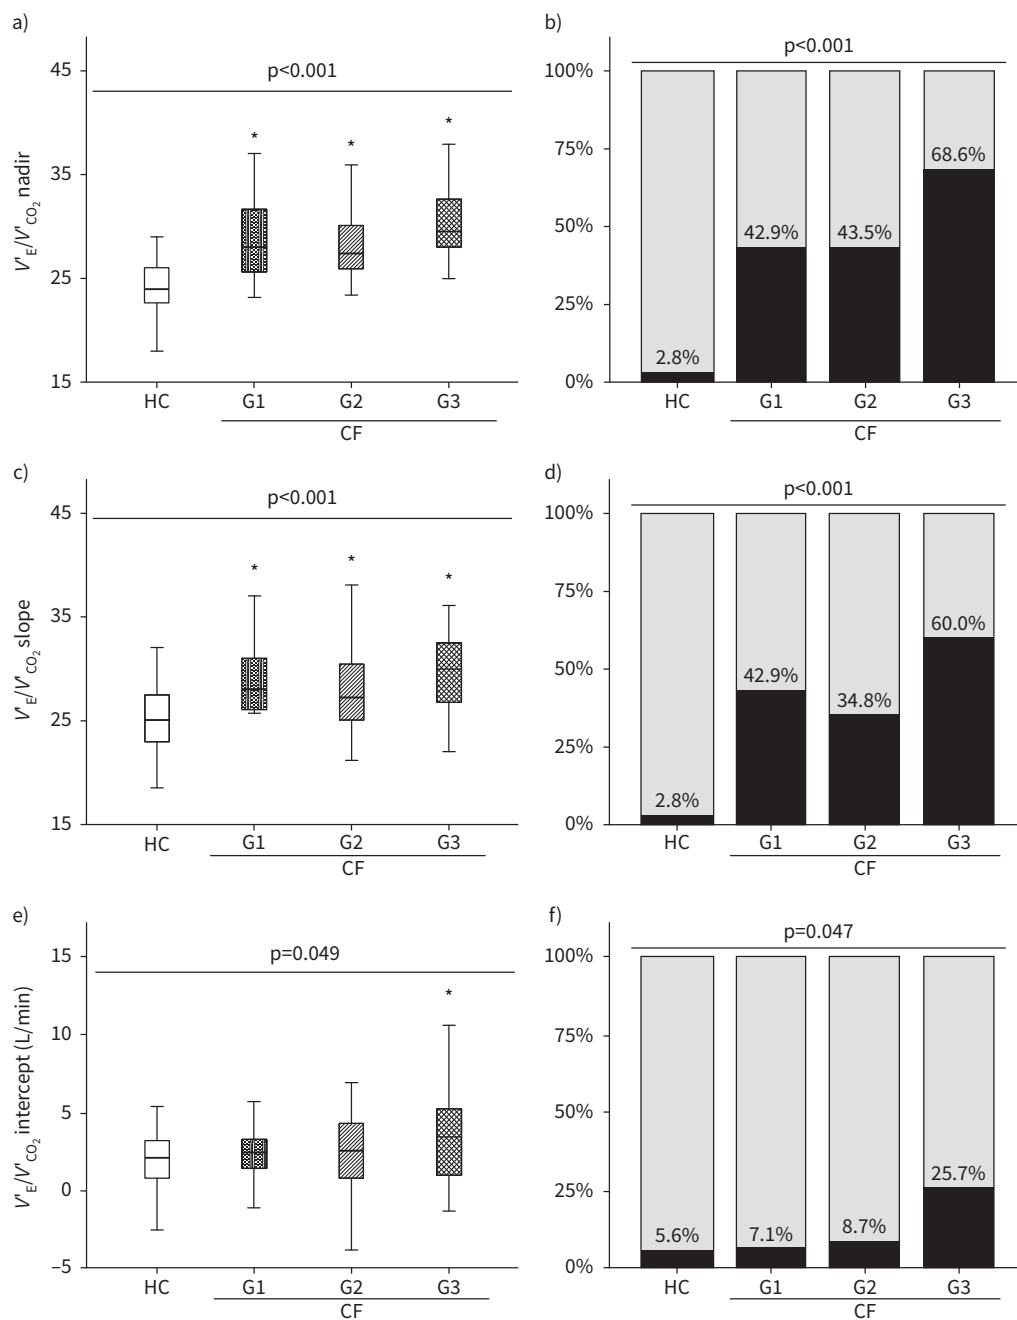 a)
p<0.001
45
35
25
15
V'E/V'CO2 nadir
*
*
*
HC
G1
G2
G3
CF
b)
p<0.001
100%
75%
50%
25%
0%
2.8%
42.9%
43.5%
68.6%
HC
G1
G2
G3
CF
c)
p<0.001
45
35
25
15
V'E/V'CO2 slope
*
*
*
HC
G1
G2
G3
CF
d)
p<0.001
100%
75%
50%
25%
0%
2.8%
42.9%
34.8%
60.0%
HC
G1
G2
G3
CF
e)
p=0.049
15
10
5
0
–5
V'E/V'CO2 intercept (L/min)
*
HC
G1
G2
G3
CF
f)
p=0.047
100%
75%
50%
25%
0%
5.6%
7.1%
8.7%
25.7%
HC
G1
G2
G3
CF